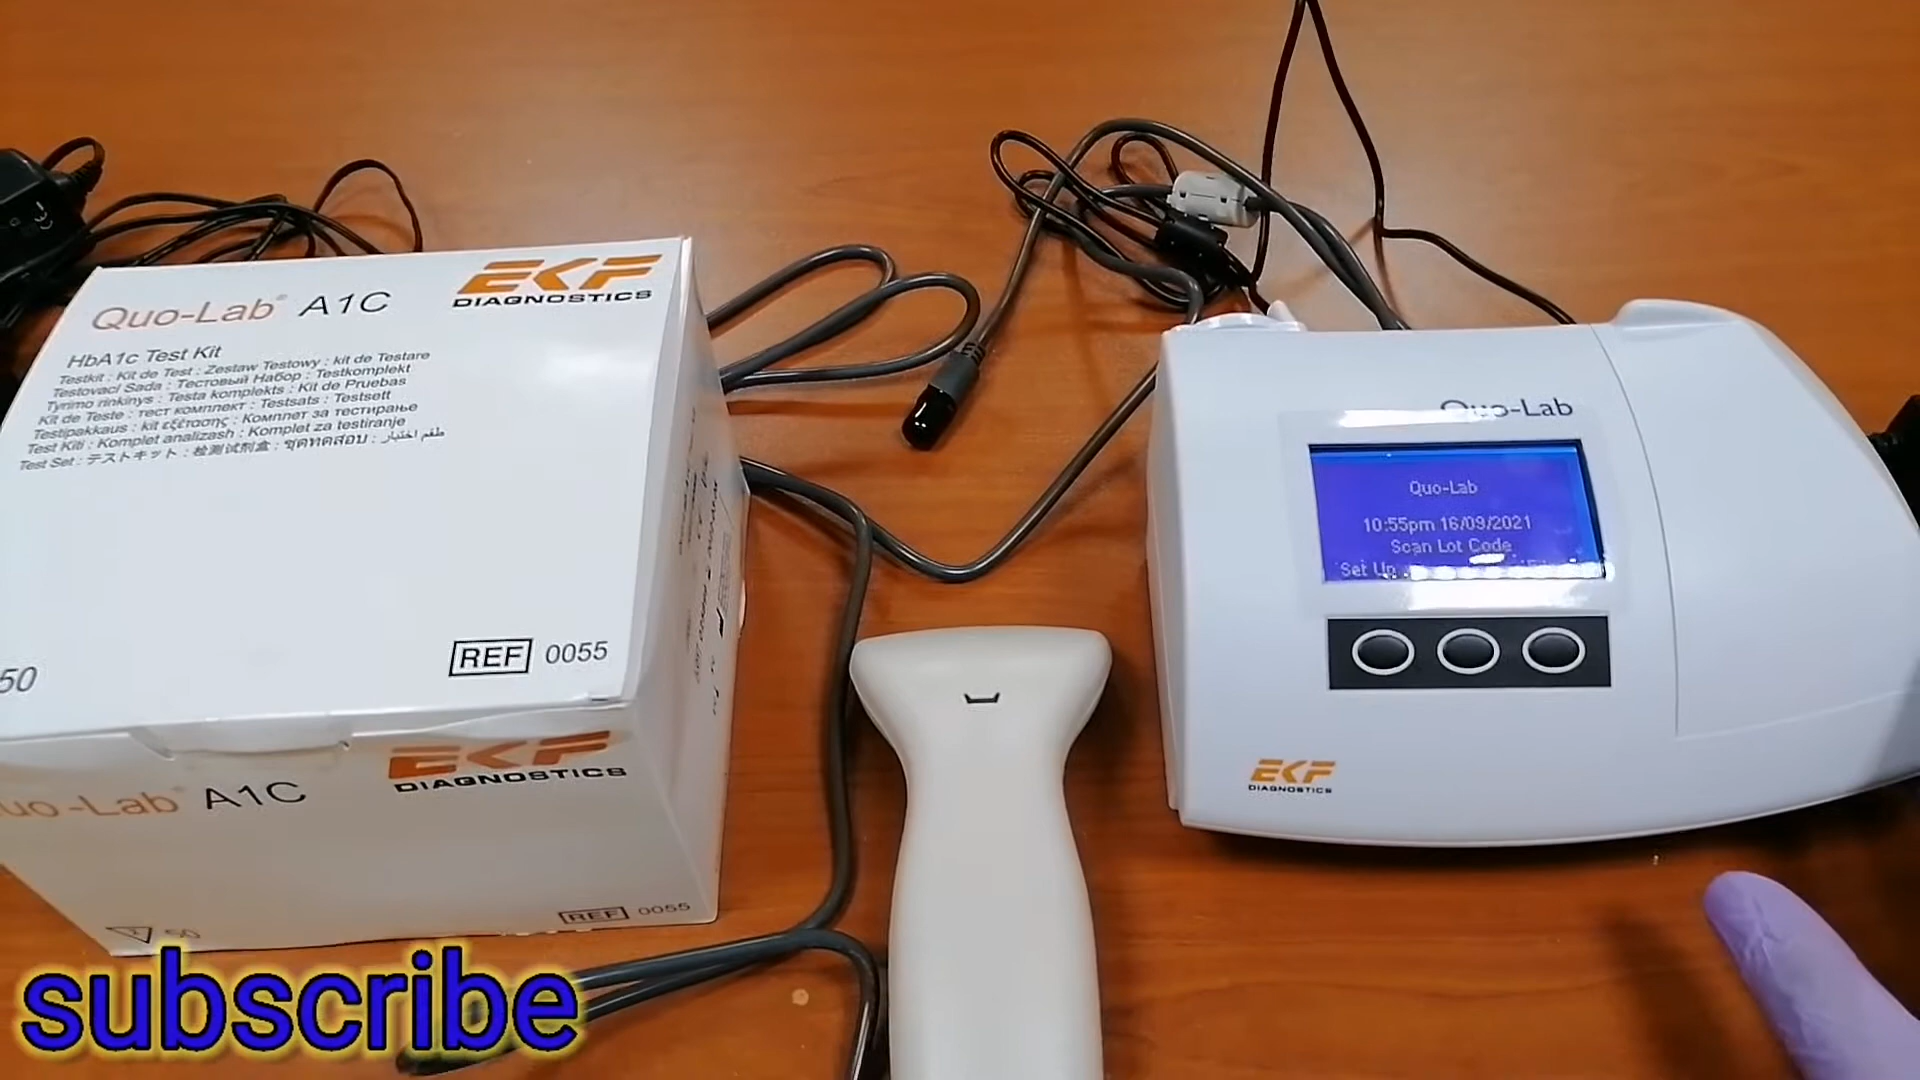 Quo-Lab® A1C
EKF
DIAGNOSTICS
HbA1c Test Kit
Testkit : Kit de Test : Zestaw Testowy : kit de Testare
Testovací Sada : Тестовый Набор : Testkomplekt
Tyrimo rinkinys : Testa komplekts : Kit de Pruebas
Kit de Teste : тест комплект : Testsats : Testsett
Testipakkaus : kit εξέτασης : Комплет за тестирање
Test Kiti : Komplet analizash : Komplet za testiranje
Test Set : テストキット : 检测试剂盒 : ชุดทดสอบ : طقم اختبار
REF 0055
50
EKF
DIAGNOSTICS
uo-Lab® A1C
REF 0055
50
Quo-Lab
Quo-Lab
10:55pm 16/09/2021
Scan Lot Code
Set Up
EKF
DIAGNOSTICS
subscribe